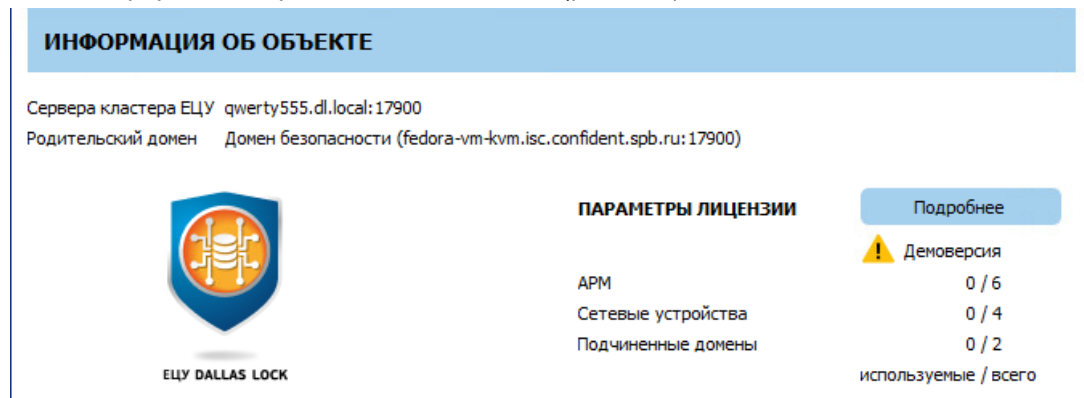 ИНФОРМАЦИЯ ОБ ОБЪЕКТЕ
Сервера кластера ЕЦУ qwerty555.dl.local:17900
Родительский домен Домен безопасности (fedora-vm-kvm.isc.confident.spb.ru:17900)
ПАРАМЕТРЫ ЛИЦЕНЗИИ Подробнее
Демоверсия
АРМ 0 / 6
Сетевые устройства 0 / 4
Подчиненные домены 0 / 2
ЕЦУ DALLAS LOCK используемые / всего